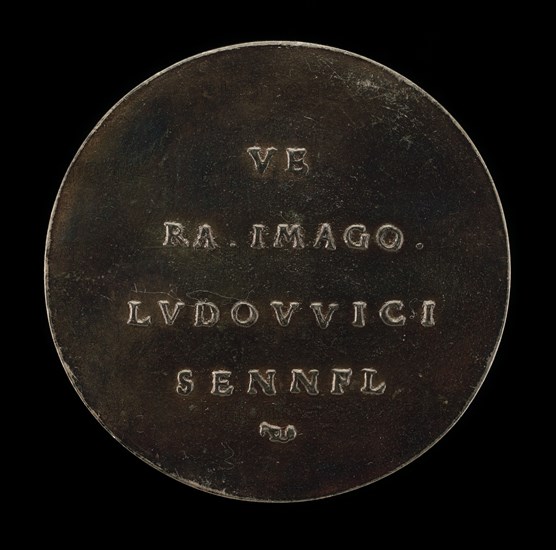 VE
RA . IMAGO .
LVDOVVICI
SENNFL